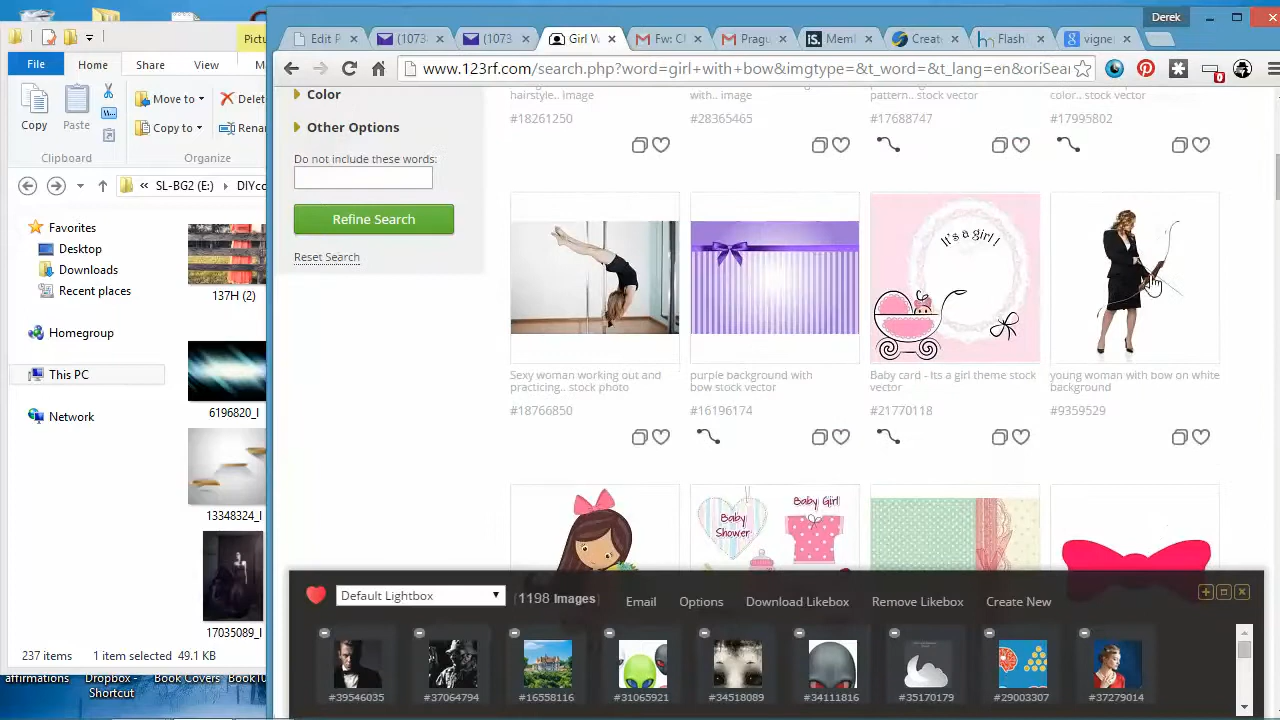 Derek
Edit P
(1073
(1073
Girl W
Fw: Cl
Pragu
Meml
Create
Flash
vigne
File
Home
Share
View
Pictu
www.123rf.com/search.php?word=girl+with+bow&imgtype=&t_word=&t_lang=en&oriSear
0
Copy
Paste
Clipboard
Move to
Copy to
Delet
Renar
Organize
SL-BG2 (E:)
DIYco
Favorites
Desktop
Downloads
Recent places
Homegroup
This PC
Network
137H (2)
6196820_l
13348324_l
17035089_l
237 items
1 item selected 49.1 KB
affirmations
Dropbox -
Shortcut
Book Covers
Color
Other Options
Do not include these words:
Refine Search
Reset Search
hairstyle.. image
with.. image
pattern.. stock vector
color.. stock vector
#18261250
#28365465
#17688747
#17995802
It's a girl!
Sexy woman working out and
practicing.. stock photo
purple background with
bow stock vector
Baby card - Its a girl theme stock
vector
young woman with bow on white
background
#18766850
#16196174
#21770118
#9359529
Baby
Shower
Baby Girl
Default Lightbox
(1198 Images)
Email
Options
Download Likebox
Remove Likebox
Create New
#39546035
#37064794
#16558116
#31065921
#34518089
#34111816
#35170179
#29003307
#37279014